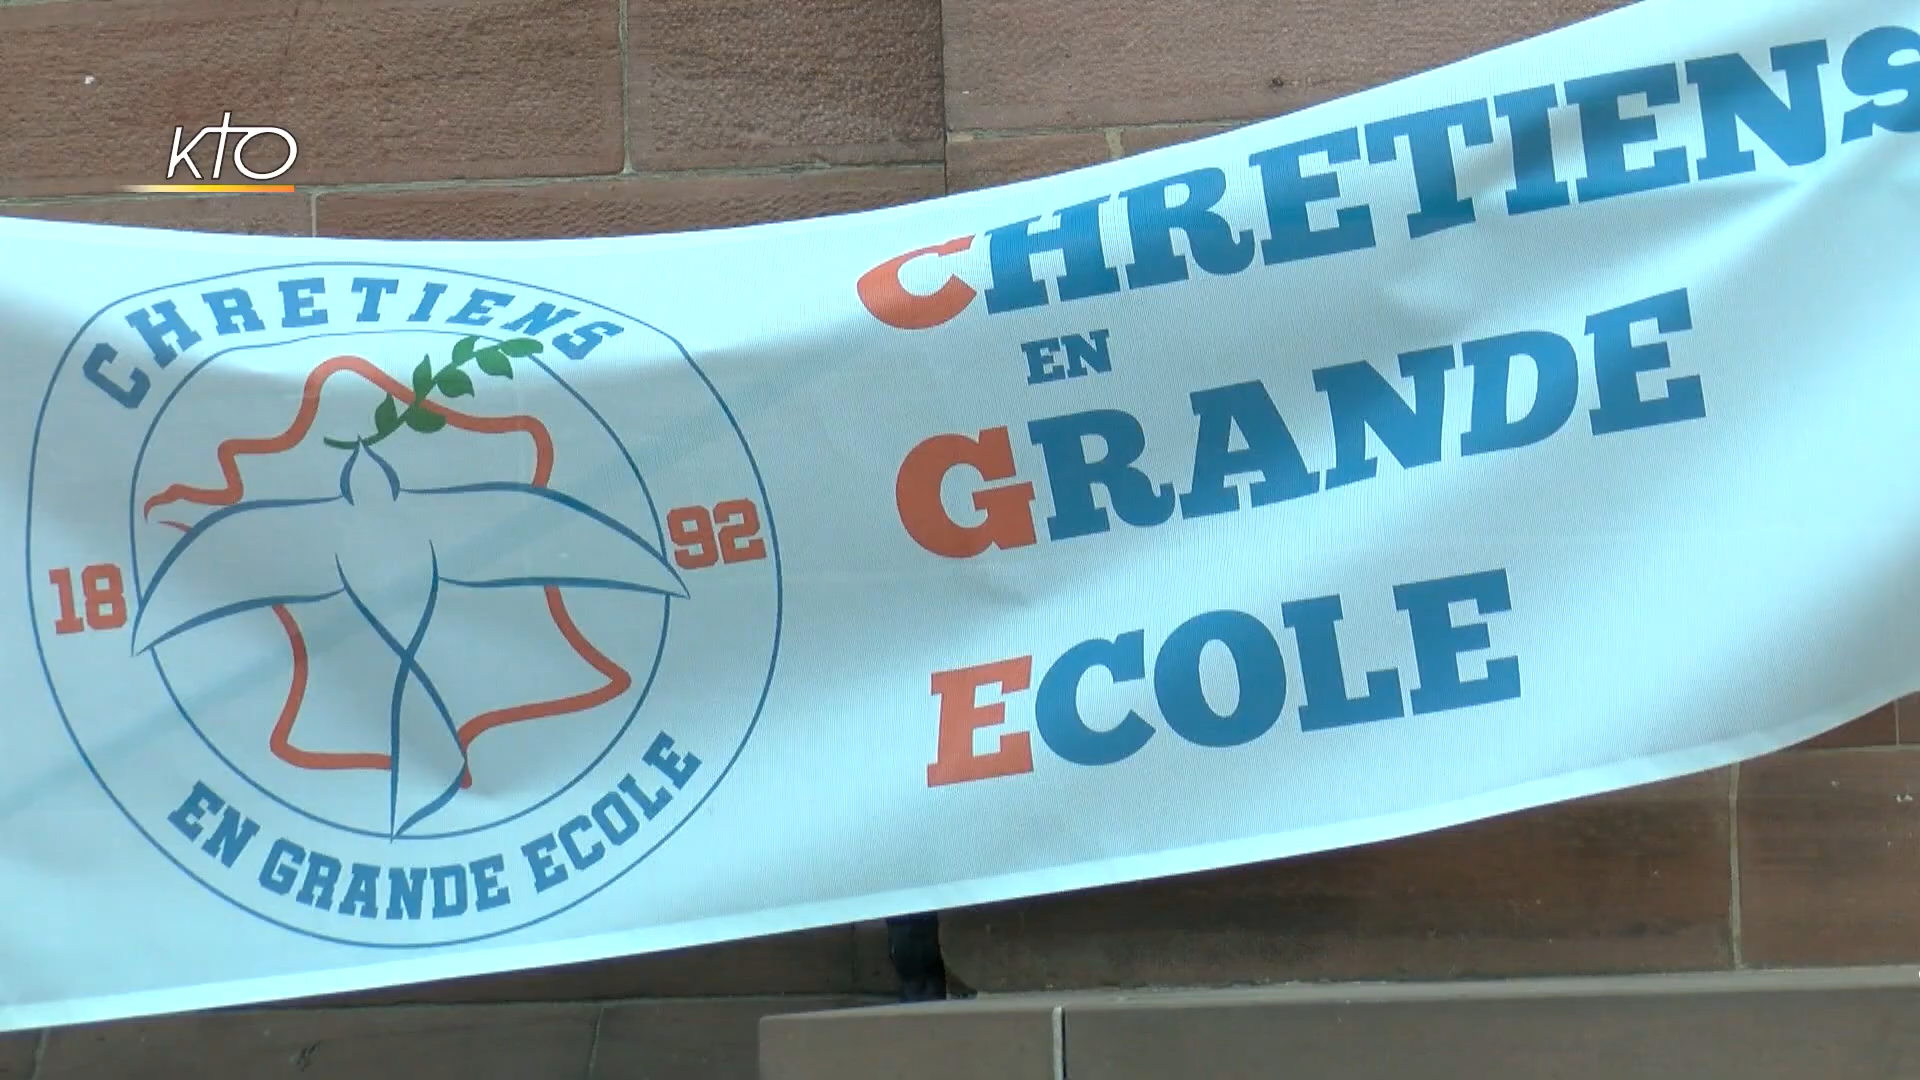 KTO
CHRETIENS
18 92
EN GRANDE ECOLE
CHRETIENS
EN
GRANDE
ECOLE